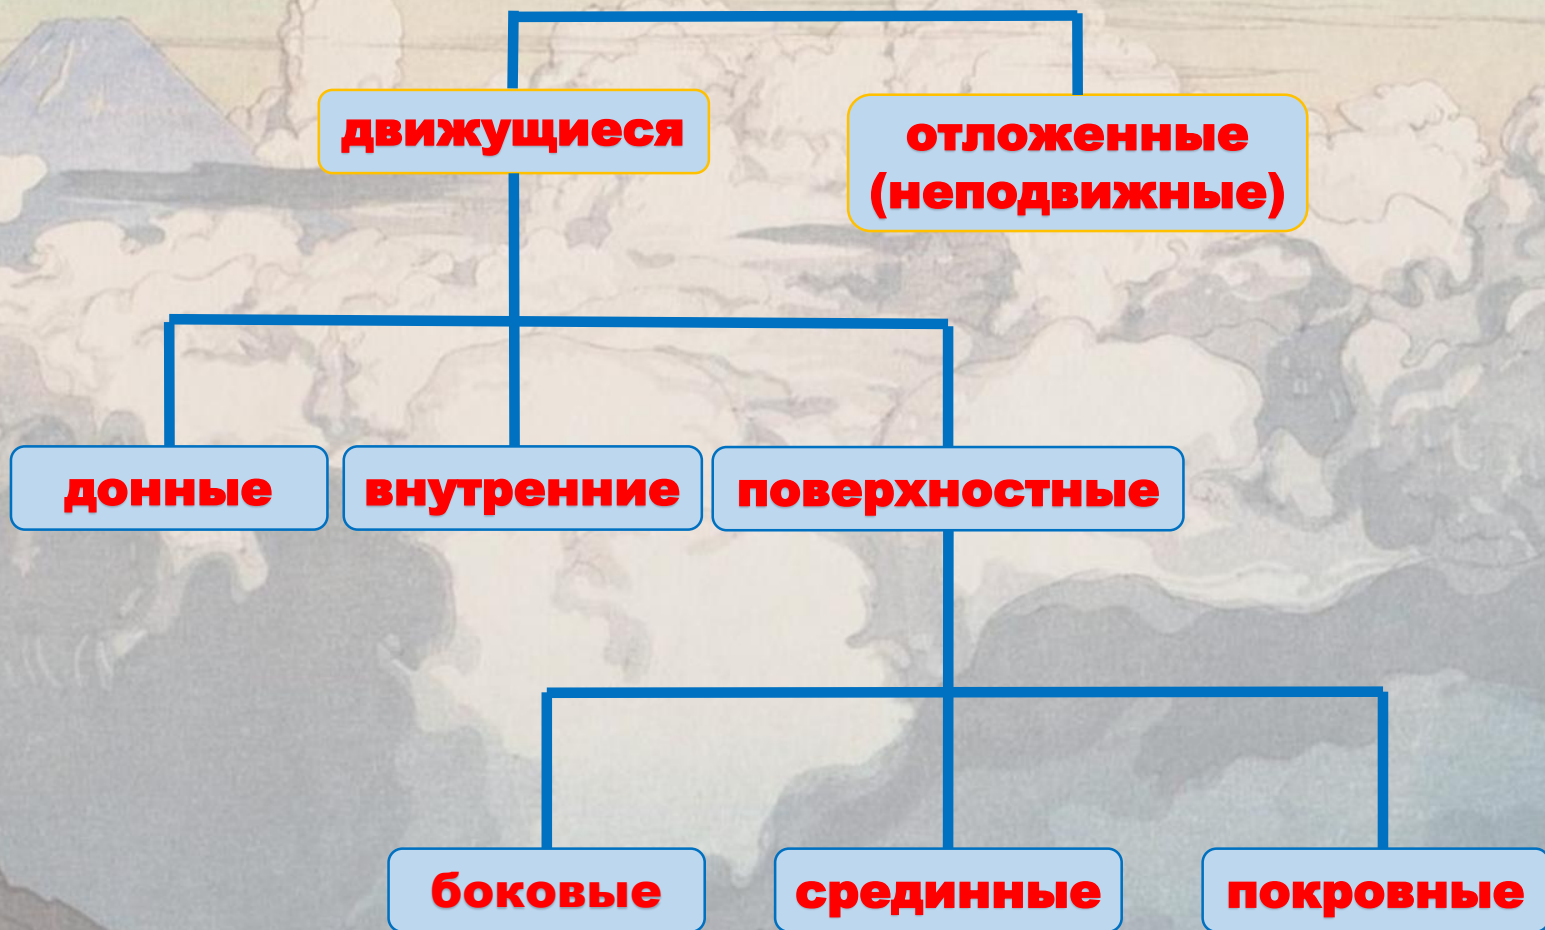 движущиеся
отложенные
(неподвижные)
донные
внутренние
поверхностные
боковые
срединные
покровные